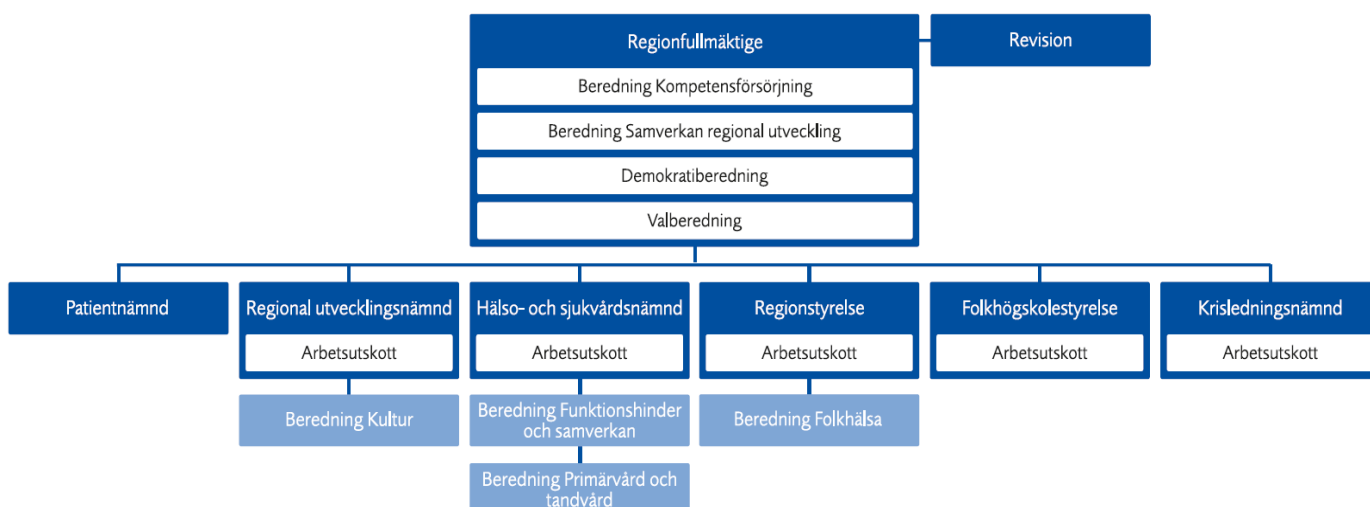 Regionfullmäktige
Revision
Beredning Kompetensförsörjning
Beredning Samverkan regional utveckling
Demokratiberedning
Valberedning
Patientnämnd
Regional utvecklingsnämnd
Arbetsutskott
Beredning Kultur
Hälso- och sjukvårdsnämnd
Arbetsutskott
Beredning Funktionshinder
och samverkan
Beredning Primärvård och
tandvård
Regionstyrelse
Arbetsutskott
Beredning Folkhälsa
Folkhögskolestyrelse
Arbetsutskott
Krisledningsnämnd
Arbetsutskott